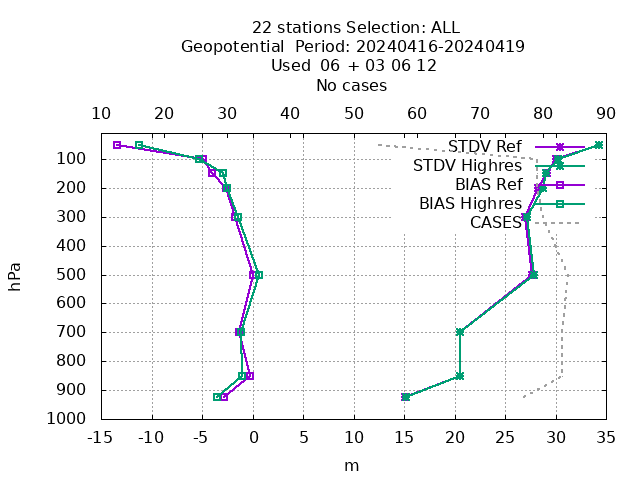 22 stations Selection: ALL
Geopotential  Period: 20240416-20240419
Used  06 + 03 06 12
No cases
10 20 30 40 50 60 70 80 90
STDV Ref
STDV Highres
BIAS Ref
BIAS Highres
CASES
100
200
300
400
500
600
700
800
900
1000
hPa
-15 -10 -5 0 5 10 15 20 25 30 35
m